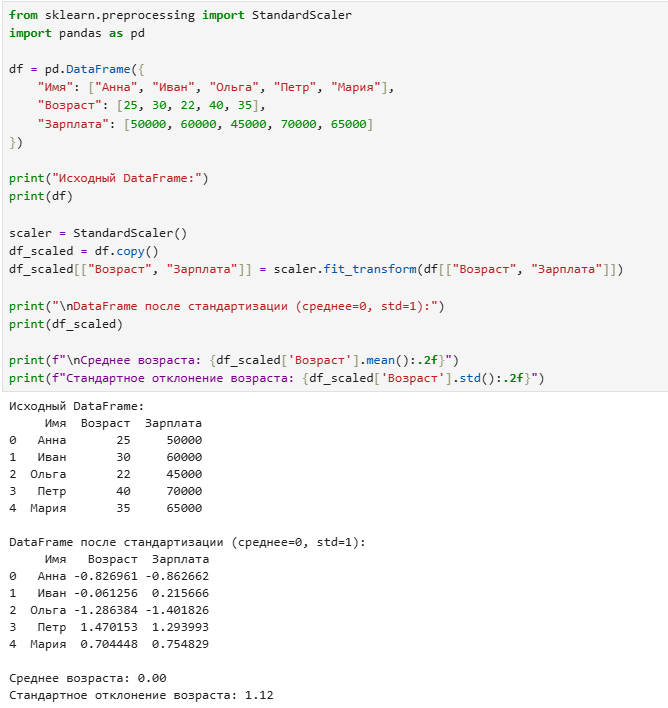 from sklearn.preprocessing import StandardScaler
import pandas as pd

df = pd.DataFrame({
    "Имя": ["Анна", "Иван", "Ольга", "Петр", "Мария"],
    "Возраст": [25, 30, 22, 40, 35],
    "Зарплата": [50000, 60000, 45000, 70000, 65000]
})

print("Исходный DataFrame:")
print(df)

scaler = StandardScaler()
df_scaled = df.copy()
df_scaled[["Возраст", "Зарплата"]] = scaler.fit_transform(df[["Возраст", "Зарплата"]])

print("\nDataFrame после стандартизации (среднее=0, std=1):")
print(df_scaled)

print(f"\nСреднее возраста: {df_scaled['Возраст'].mean():.2f}")
print(f"Стандартное отклонение возраста: {df_scaled['Возраст'].std():.2f}")

Исходный DataFrame:
     Имя  Возраст  Зарплата
0   Анна       25     50000
1   Иван       30     60000
2  Ольга       22     45000
3   Петр       40     70000
4  Мария       35     65000

DataFrame после стандартизации (среднее=0, std=1):
     Имя   Возраст  Зарплата
0   Анна -0.826961 -0.862662
1   Иван -0.061256  0.215666
2  Ольга -1.286384 -1.401826
3   Петр  1.470153  1.293993
4  Мария  0.704448  0.754829

Среднее возраста: 0.00
Стандартное отклонение возраста: 1.12